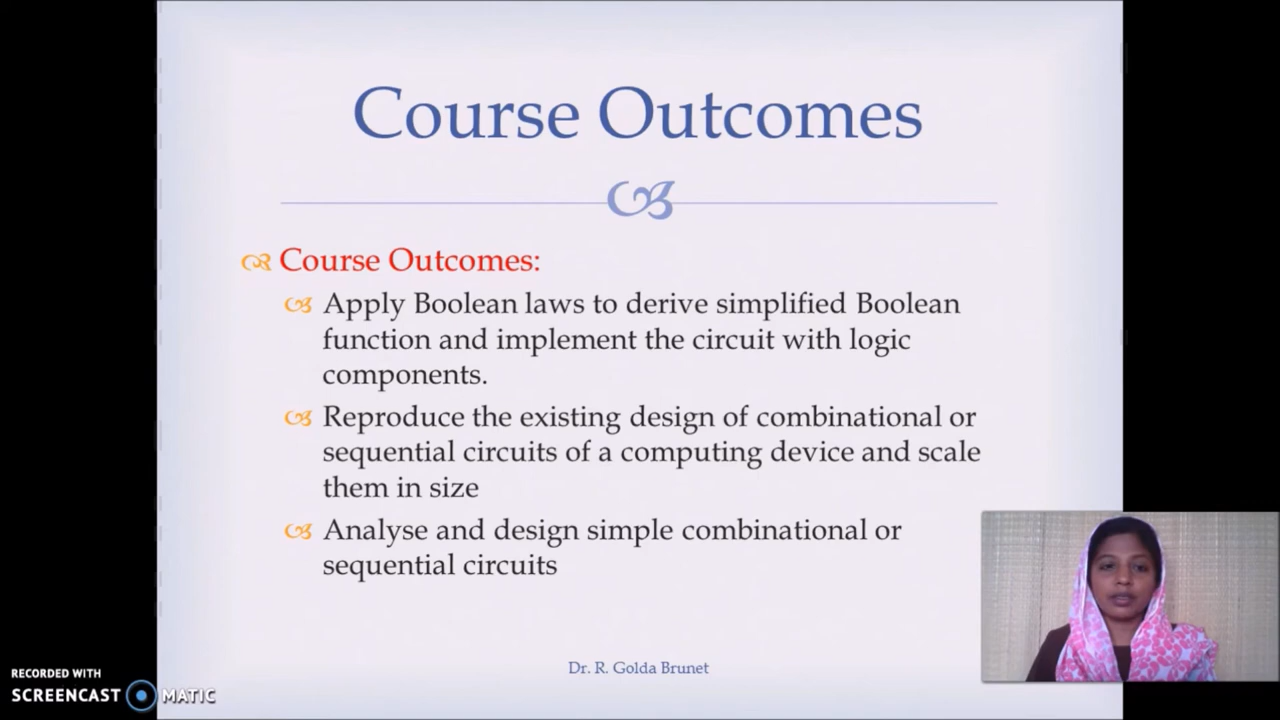 Course Outcomes
Course Outcomes:
Apply Boolean laws to derive simplified Boolean
function and implement the circuit with logic
components.
Reproduce the existing design of combinational or
sequential circuits of a computing device and scale
them in size
Analyse and design simple combinational or
sequential circuits
Dr. R. Golda Brunet
RECORDED WITH
SCREENCAST MATIC